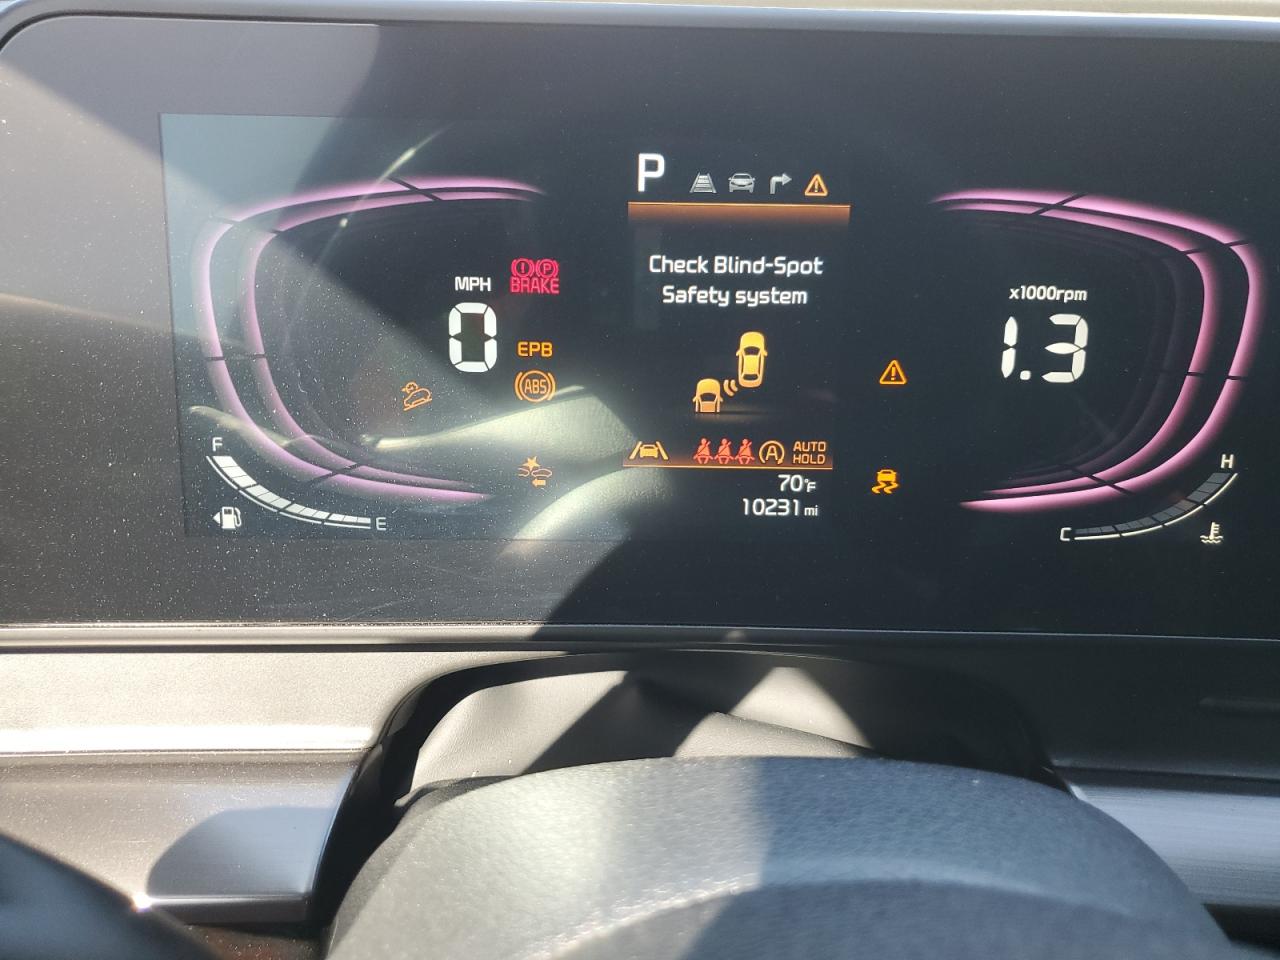 P
Check Blind-Spot
Safety system
MPH
0
BRAKE
P
EPB
ABS
x1000rpm
1.3
A
AUTO
HOLD
70°F
10231 mi
F
E
H
C